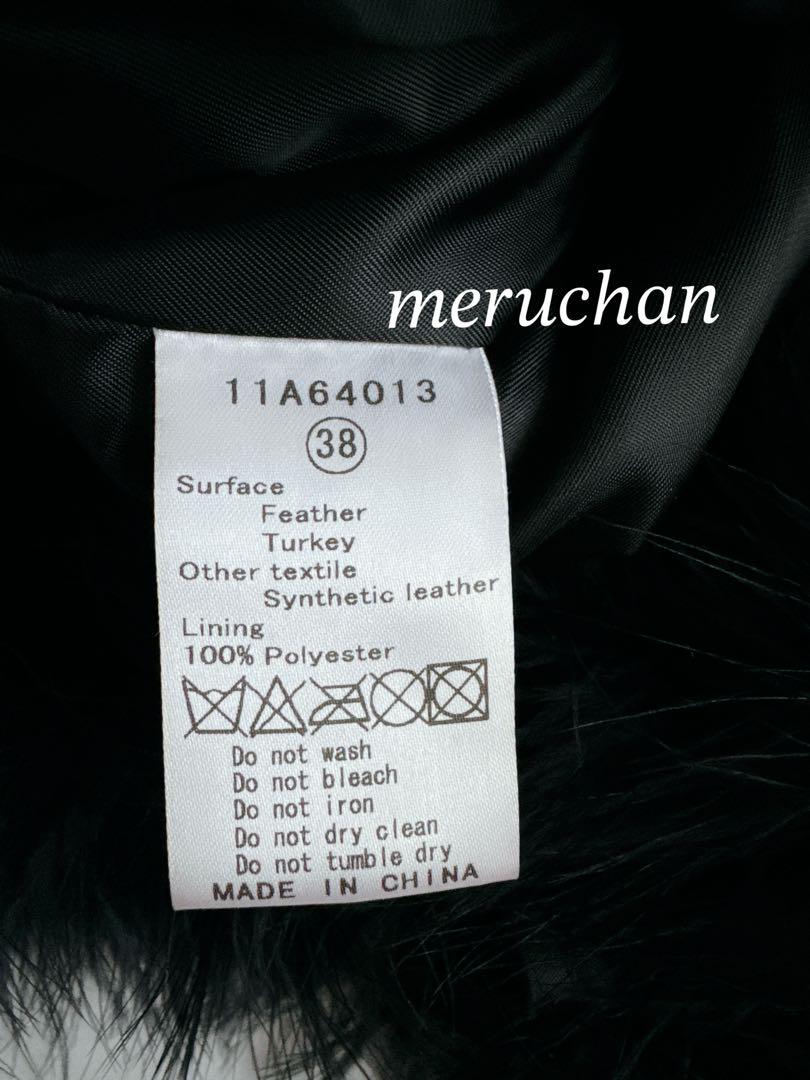 meruchan
11A64013
38
Surface
Feather
Turkey
Other textile
Synthetic leather
Lining
100% Polyester
Do not wash
Do not bleach
Do not iron
Do not dry clean
Do not tumble dry
MADE IN CHINA